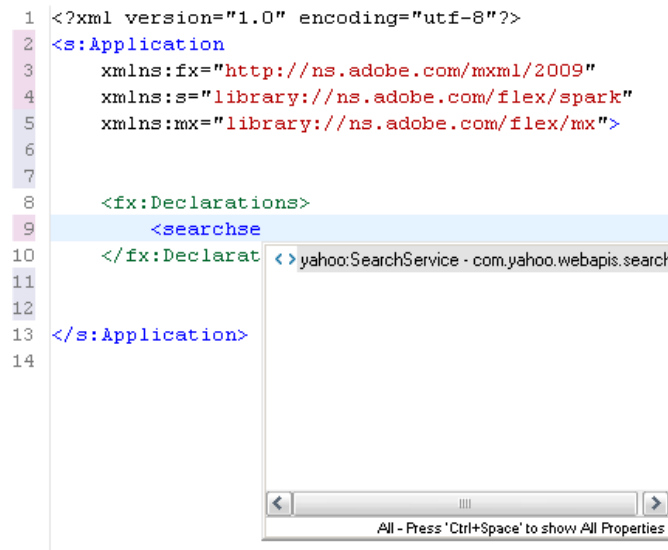 1 <?xml version="1.0" encoding="utf-8"?>
2 <s:Application
3 xmlns:fx="http://ns.adobe.com/mxml/2009"
4 xmlns:s="library://ns.adobe.com/flex/spark"
5 xmlns:mx="library://ns.adobe.com/flex/mx">
6
7
8 <fx:Declarations>
9 <searchse
10 </fx:Declarat
< > yahoo:SearchService - com.yahoo.webapis.search
11
12
13 </s:Application>
14
All - Press 'Ctrl+Space' to show All Properties